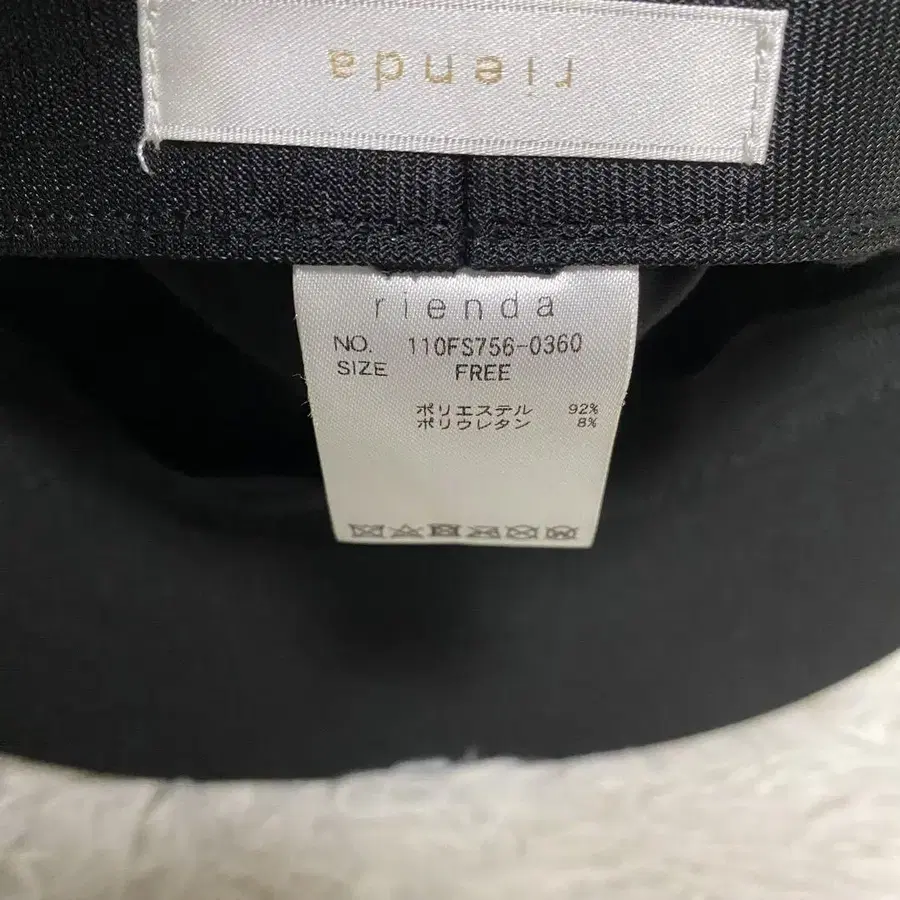 rienda
rienda
NO. 110FS756-0360
SIZE FREE
ポリエステル 92%
ポリウレタン 8%